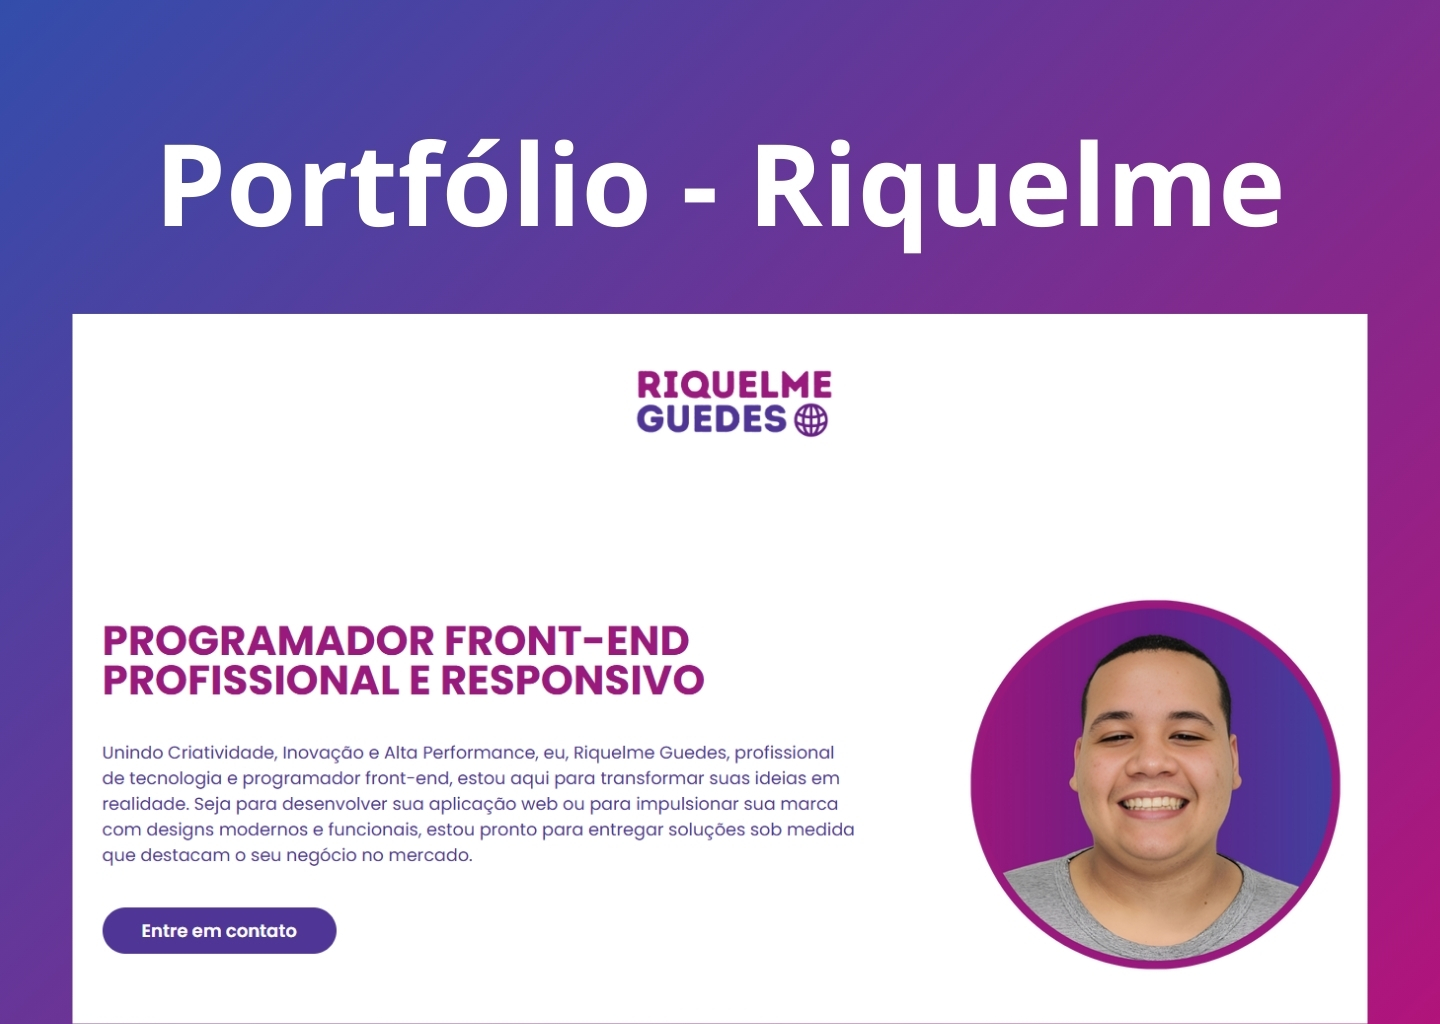 Portfólio - Riquelme
RIQUELME
GUEDES
PROGRAMADOR FRONT-END
PROFISSIONAL E RESPONSIVO
Unindo Criatividade, Inovação e Alta Performance, eu, Riquelme Guedes, profissional
de tecnologia e programador front-end, estou aqui para transformar suas ideias em
realidade. Seja para desenvolver sua aplicação web ou para impulsionar sua marca
com designs modernos e funcionais, estou pronto para entregar soluções sob medida
que destacam o seu negócio no mercado.
Entre em contato